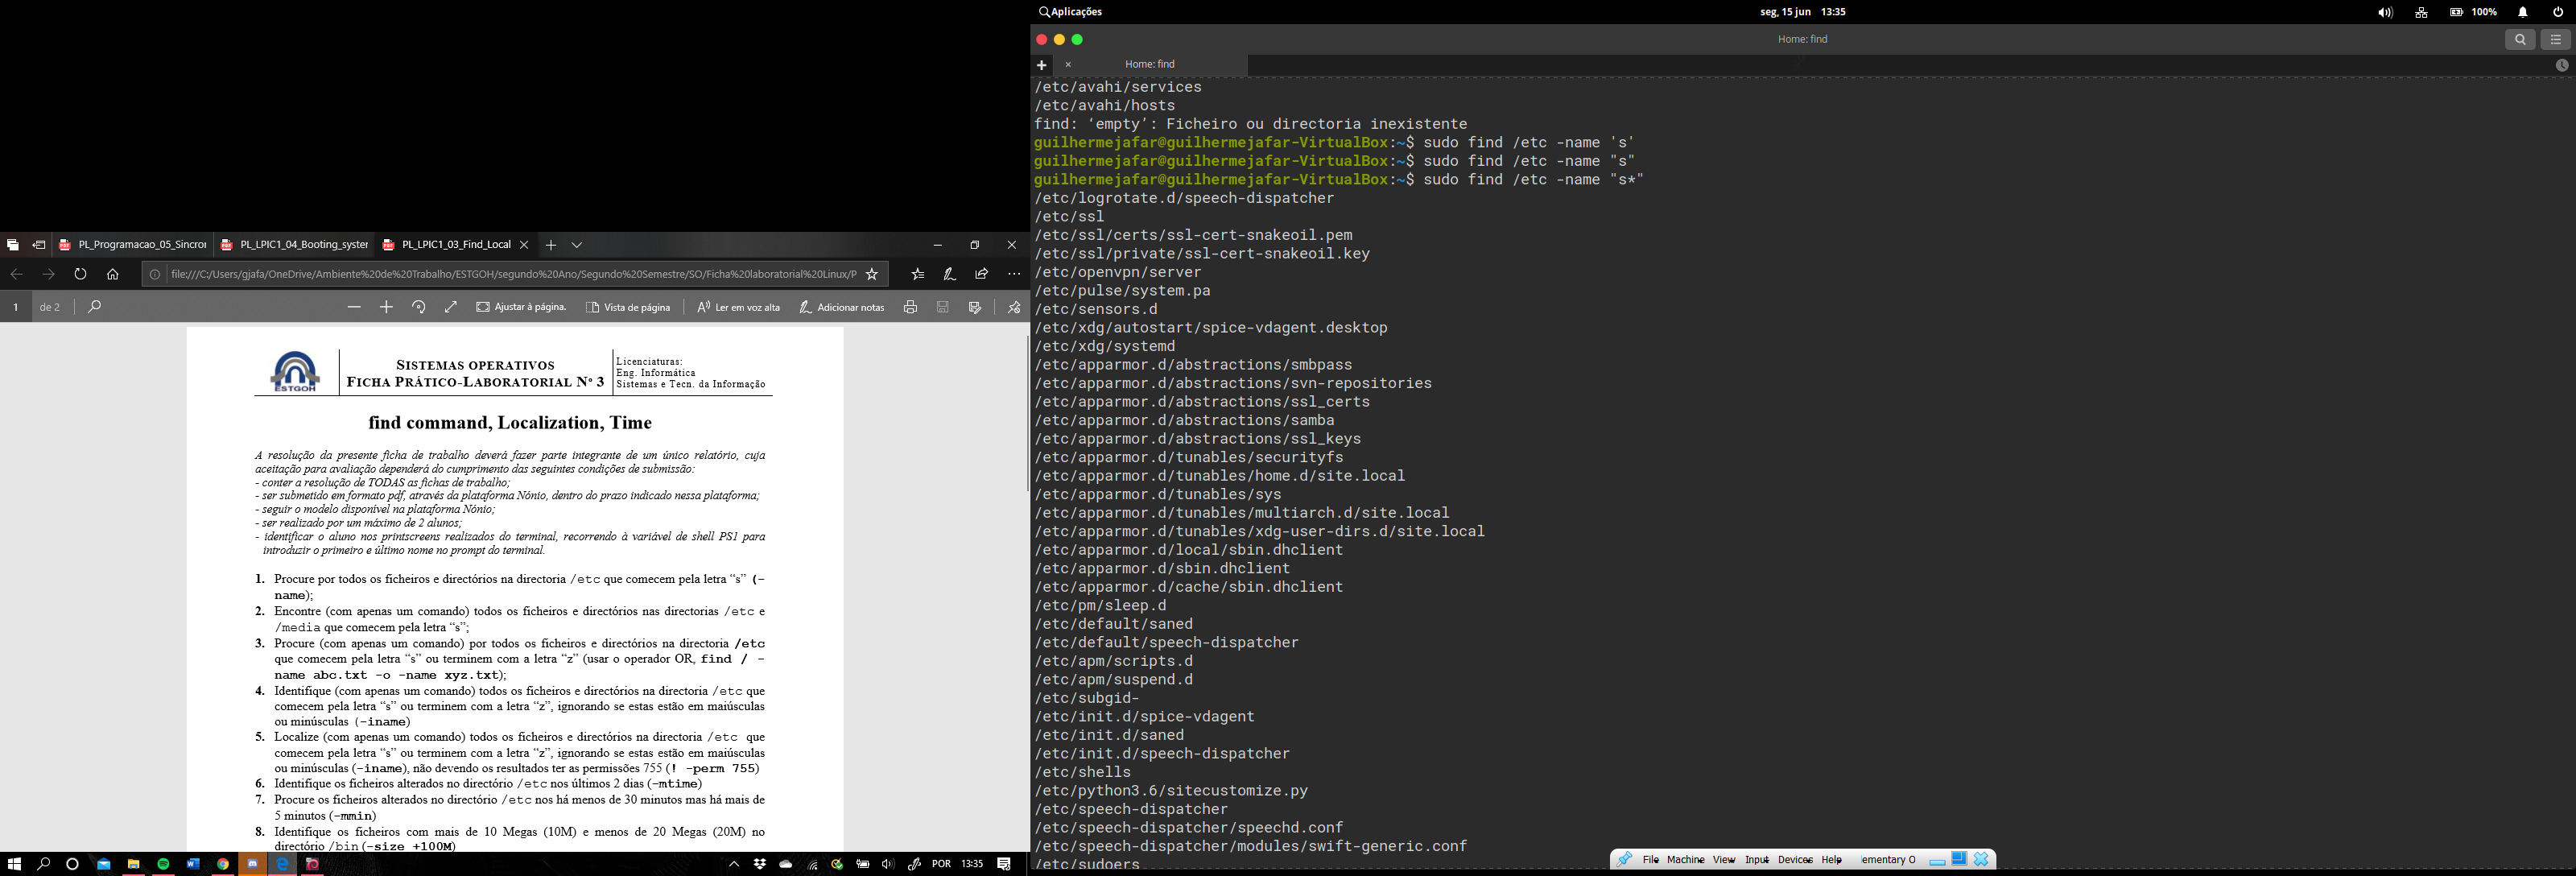 PL_Programacao_05_Sincror
PL_LPIC1_04_Booting_syster
PL_LPIC1_03_Find_Local
file:///C:/Users/gjafa/OneDrive/Ambiente%20de%20Trabalho/ESTGOH/segundo%20Ano/Segundo%20Semestre/SO/Ficha%20laboratorial%20Linux/P
1 de 2
Ajustar à página.
Vista de página
Ler em voz alta
Adicionar notas
ESTGOH
SISTEMAS OPERATIVOS
FICHA PRÁTICO-LABORATORIAL Nº 3
Licenciaturas:
Eng. Informática
Sistemas e Tecn. da Informação
find command, Localization, Time
A resolução da presente ficha de trabalho deverá fazer parte integrante de um único relatório, cuja
aceitação para avaliação dependerá do cumprimento das seguintes condições de submissão:
- conter a resolução de TODAS as fichas de trabalho;
- ser submetido em formato pdf, através da plataforma Nónio, dentro do prazo indicado nessa plataforma;
- seguir o modelo disponível na plataforma Nónio;
- ser realizado por um máximo de 2 alunos;
- identificar o aluno nos printscreens realizados do terminal, recorrendo à variável de shell PS1 para
introduzir o primeiro e último nome no prompt do terminal.
1. Procure por todos os ficheiros e directórios na directoria /etc que comecem pela letra “s” (-
name);
2. Encontre (com apenas um comando) todos os ficheiros e directórios nas directorias /etc e
/media que comecem pela letra “s”;
3. Procure (com apenas um comando) por todos os ficheiros e directórios na directoria /etc
que comecem pela letra “s” ou terminem com a letra “z” (usar o operador OR, find / -
name abc.txt -o -name xyz.txt);
4. Identifique (com apenas um comando) todos os ficheiros e directórios na directoria /etc que
comecem pela letra “s” ou terminem com a letra “z”, ignorando se estas estão em maiúsculas
ou minúsculas (-iname)
5. Localize (com apenas um comando) todos os ficheiros e directórios na directoria /etc que
comecem pela letra “s” ou terminem com a letra “z”, ignorando se estas estão em maiúsculas
ou minúsculas (-iname), não devendo os resultados ter as permissões 755 (! -perm 755)
6. Identifique os ficheiros alterados no directório /etc nos últimos 2 dias (-mtime)
7. Procure os ficheiros alterados no directório /etc nos há menos de 30 minutos mas há mais de
5 minutos (-mmin)
8. Identifique os ficheiros com mais de 10 Megas (10M) e menos de 20 Megas (20M) no
directório /bin (-size +100M)
POR
13:35
Aplicações
seg, 15 jun 13:35
100%
Home: find
Home: find
/etc/avahi/services
/etc/avahi/hosts
find: ‘empty’: Ficheiro ou directoria inexistente
guilhermejafar@guilhermejafar-VirtualBox:~$ sudo find /etc -name 's'
guilhermejafar@guilhermejafar-VirtualBox:~$ sudo find /etc -name "s"
guilhermejafar@guilhermejafar-VirtualBox:~$ sudo find /etc -name "s*"
/etc/logrotate.d/speech-dispatcher
/etc/ssl
/etc/ssl/certs/ssl-cert-snakeoil.pem
/etc/ssl/private/ssl-cert-snakeoil.key
/etc/openvpn/server
/etc/pulse/system.pa
/etc/sensors.d
/etc/xdg/autostart/spice-vdagent.desktop
/etc/xdg/systemd
/etc/apparmor.d/abstractions/smbpass
/etc/apparmor.d/abstractions/svn-repositories
/etc/apparmor.d/abstractions/ssl_certs
/etc/apparmor.d/abstractions/samba
/etc/apparmor.d/abstractions/ssl_keys
/etc/apparmor.d/tunables/securityfs
/etc/apparmor.d/tunables/home.d/site.local
/etc/apparmor.d/tunables/sys
/etc/apparmor.d/tunables/multiarch.d/site.local
/etc/apparmor.d/tunables/xdg-user-dirs.d/site.local
/etc/apparmor.d/local/sbin.dhclient
/etc/apparmor.d/sbin.dhclient
/etc/apparmor.d/cache/sbin.dhclient
/etc/pm/sleep.d
/etc/default/saned
/etc/default/speech-dispatcher
/etc/apm/scripts.d
/etc/apm/suspend.d
/etc/subgid-
/etc/init.d/spice-vdagent
/etc/init.d/saned
/etc/init.d/speech-dispatcher
/etc/shells
/etc/python3.6/sitecustomize.py
/etc/speech-dispatcher
/etc/speech-dispatcher/speechd.conf
/etc/speech-dispatcher/modules/swift-generic.conf
/etc/sudoers
File Machine View Input Devices Help ementary O